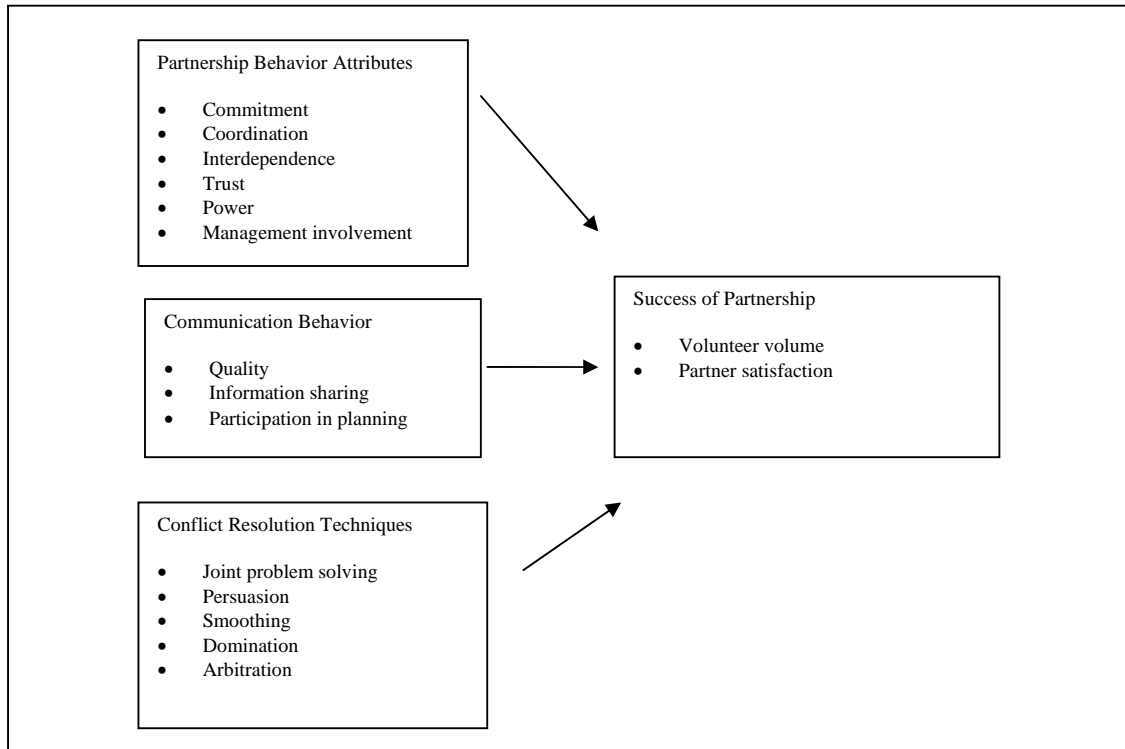 Partnership Behavior Attributes
• Commitment
• Coordination
• Interdependence
• Trust
• Power
• Management involvement
Communication Behavior
• Quality
• Information sharing
• Participation in planning
Conflict Resolution Techniques
• Joint problem solving
• Persuasion
• Smoothing
• Domination
• Arbitration
Success of Partnership
• Volunteer volume
• Partner satisfaction